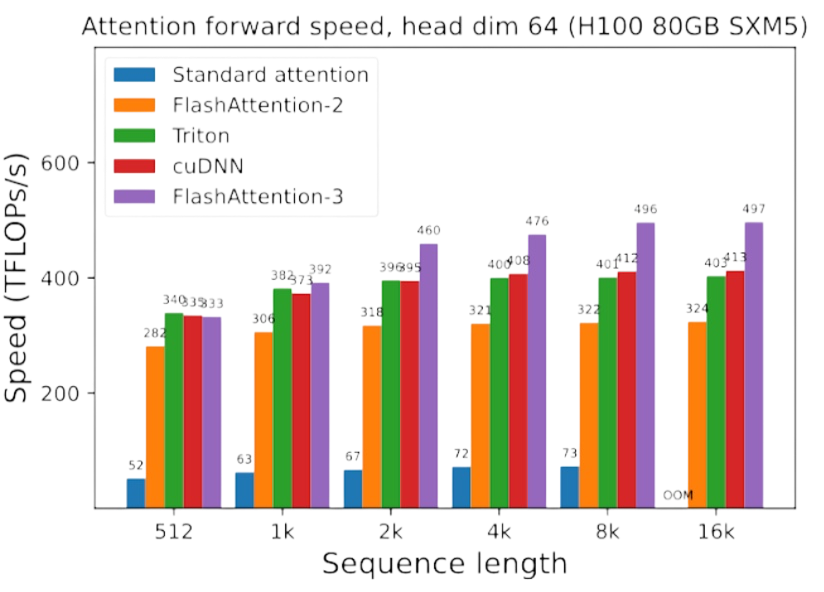 Attention forward speed, head dim 64 (H100 80GB SXM5)
Standard attention
FlashAttention-2
Triton
cuDNN
FlashAttention-3
Speed (TFLOPs/s)
600
400
200
52
282
340
335
333
63
306
382
373
392
67
318
396
395
460
72
321
400
408
476
73
322
401
412
496
OOM
324
403
413
497
512
1k
2k
4k
8k
16k
Sequence length